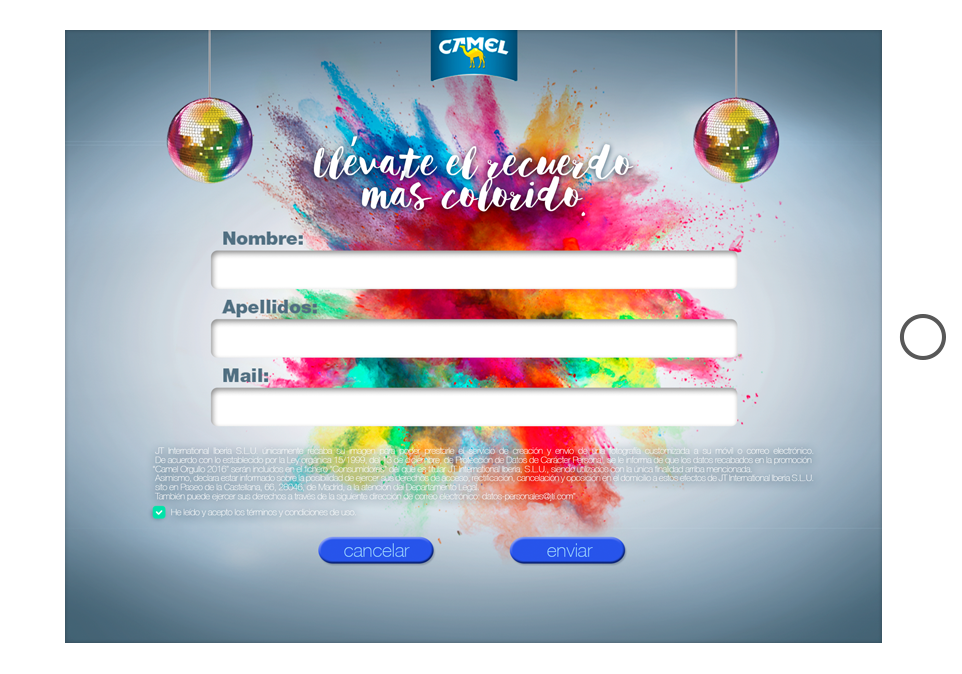 CAMEL
llévate el recuerdo
mas colorido.
Nombre:
Apellidos:
Mail:
JT International Iberia S.L.U. únicamente recaba su imagen para poder prestarle el servicio de creación y envío de una fotografía customizada a su móvil o correo electrónico.
De acuerdo con lo establecido por la Ley orgánica 15/1999, de 13 de diciembre, de Protección de Datos de Carácter Personal, se le informa de que los datos recabados en la promoción
"Camel Orgullo 2016" serán incluidos en el fichero "Consumidores" del que es titular JT International Iberia, S.L.U., siendo utilizados con la única finalidad arriba mencionada.
Asimismo, declara estar informado sobre la posibilidad de ejercer sus derechos de acceso, rectificación, cancelación y oposición en el domicilio a estos efectos de JT International Iberia S.L.U.
sito en Paseo de la Castellana, 66, 28046, de Madrid, a la atención del Departamento Legal.
También puede ejercer sus derechos a través de la siguiente dirección de correo electrónico: datos-personales@jti.com"
He leido y acepto los términos y condiciones de uso.
cancelar
enviar